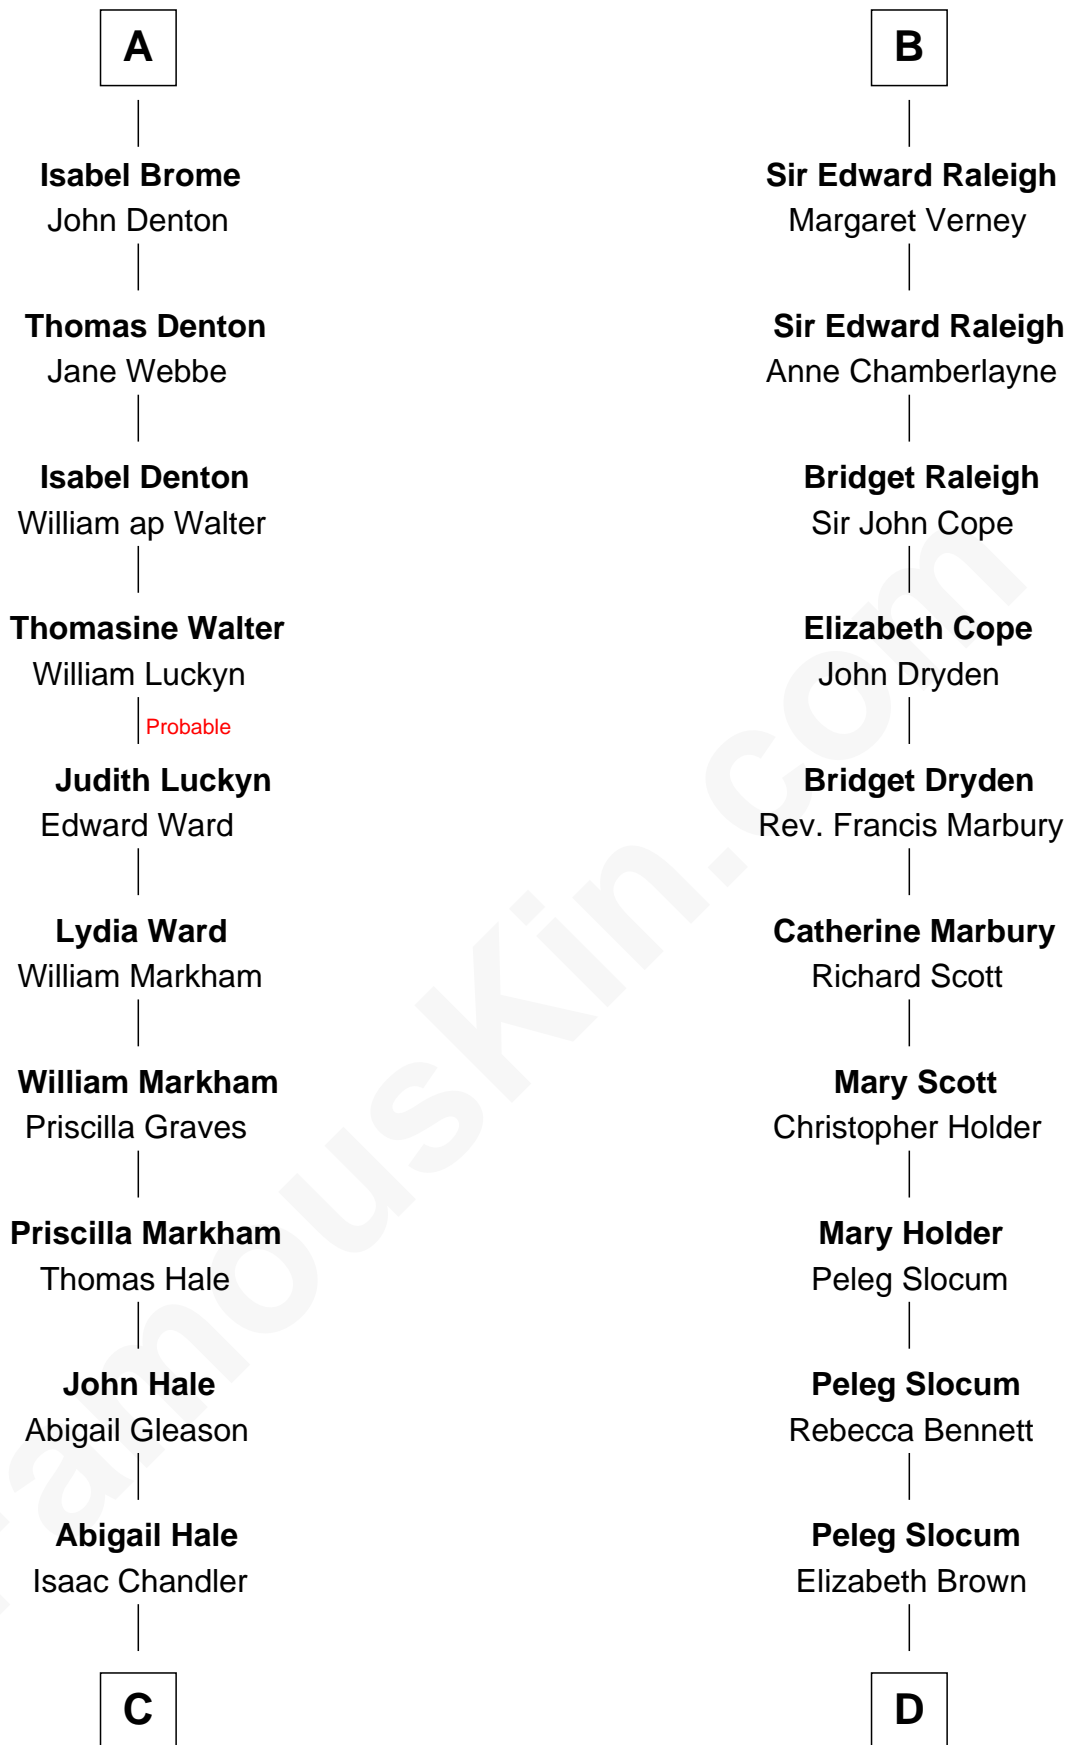 A
Isabel Brome
John Denton
Thomas Denton
Jane Webbe
Isabel Denton
William ap Walter
Thomasine Walter
William Luckyn
Probable
Judith Luckyn
Edward Ward
Lydia Ward
William Markham
William Markham
Priscilla Graves
Priscilla Markham
Thomas Hale
John Hale
Abigail Gleason
Abigail Hale
Isaac Chandler
C
B
Sir Edward Raleigh
Margaret Verney
Sir Edward Raleigh
Anne Chamberlayne
Bridget Raleigh
Sir John Cope
Elizabeth Cope
John Dryden
Bridget Dryden
Rev. Francis Marbury
Catherine Marbury
Richard Scott
Mary Scott
Christopher Holder
Mary Holder
Peleg Slocum
Peleg Slocum
Rebecca Bennett
Peleg Slocum
Elizabeth Brown
D
FamousKin.com